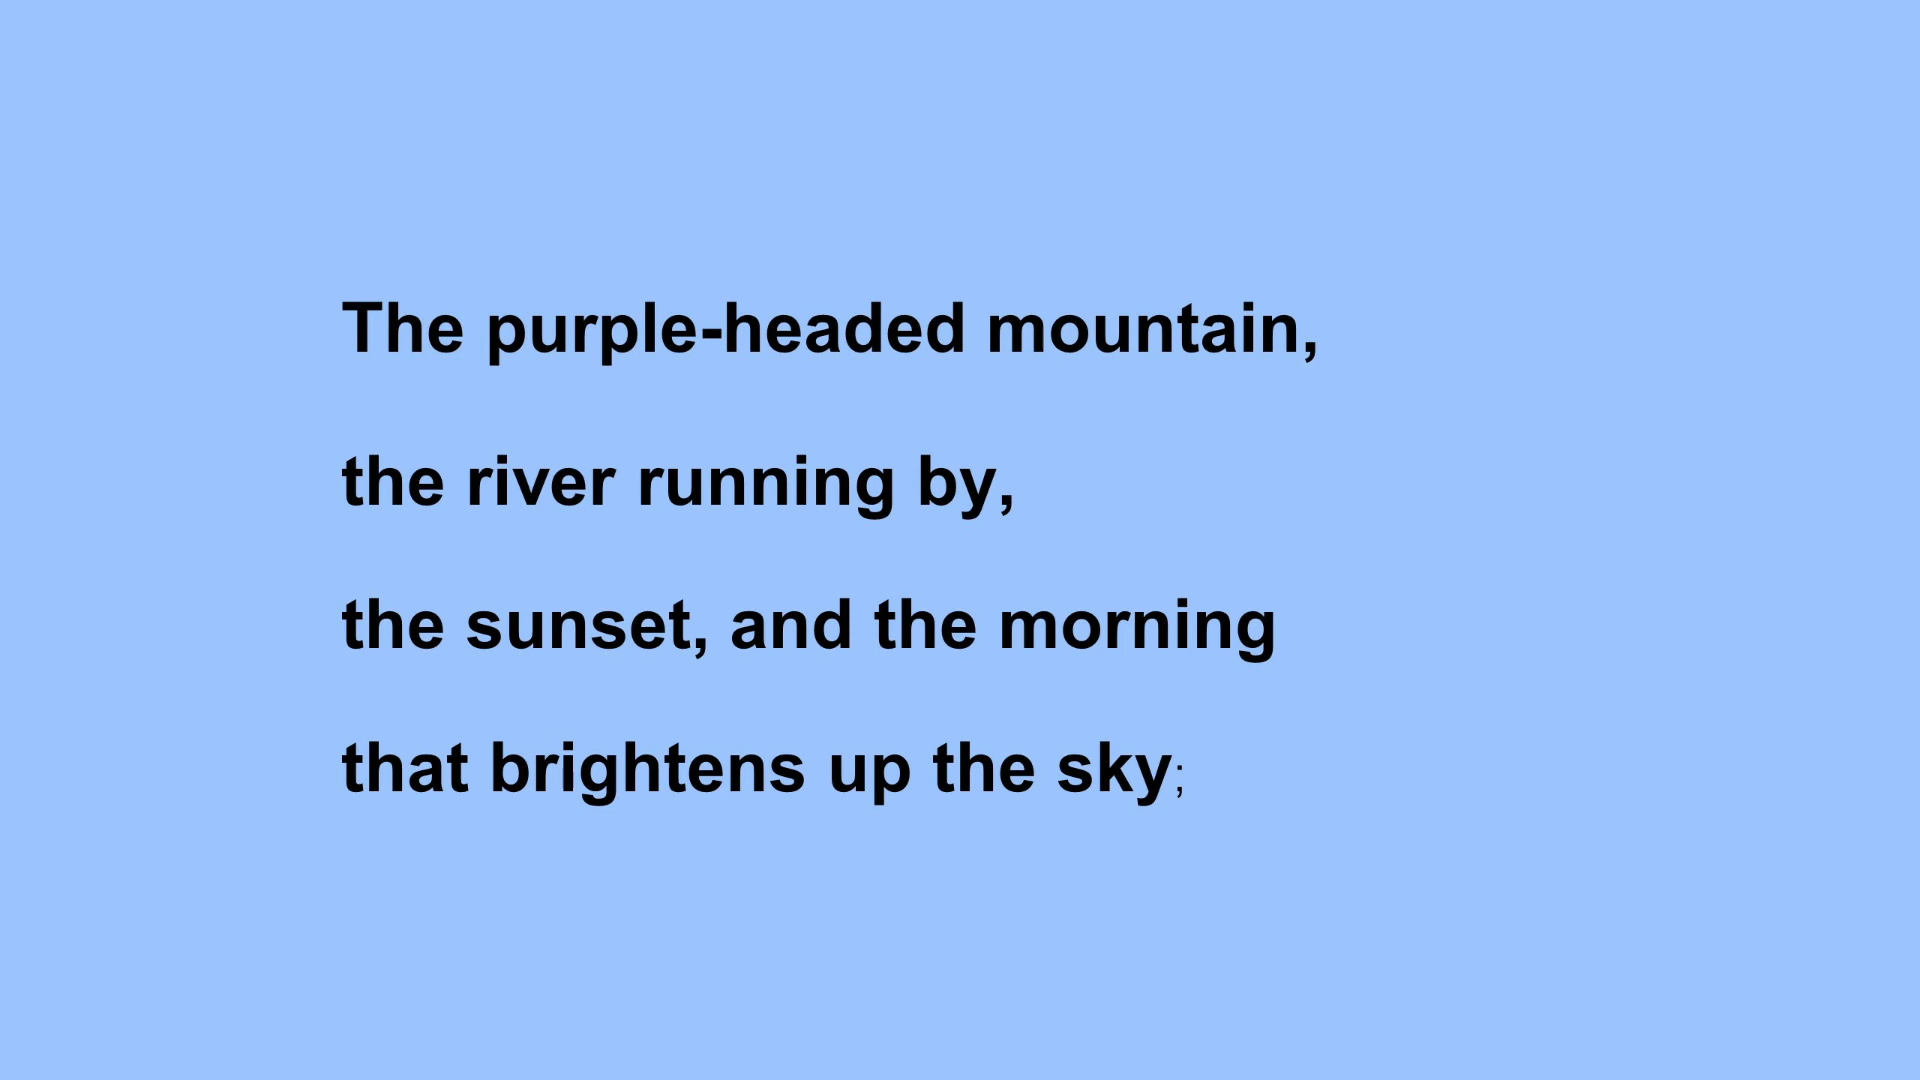 The purple-headed mountain,
the river running by,
the sunset, and the morning
that brightens up the sky;